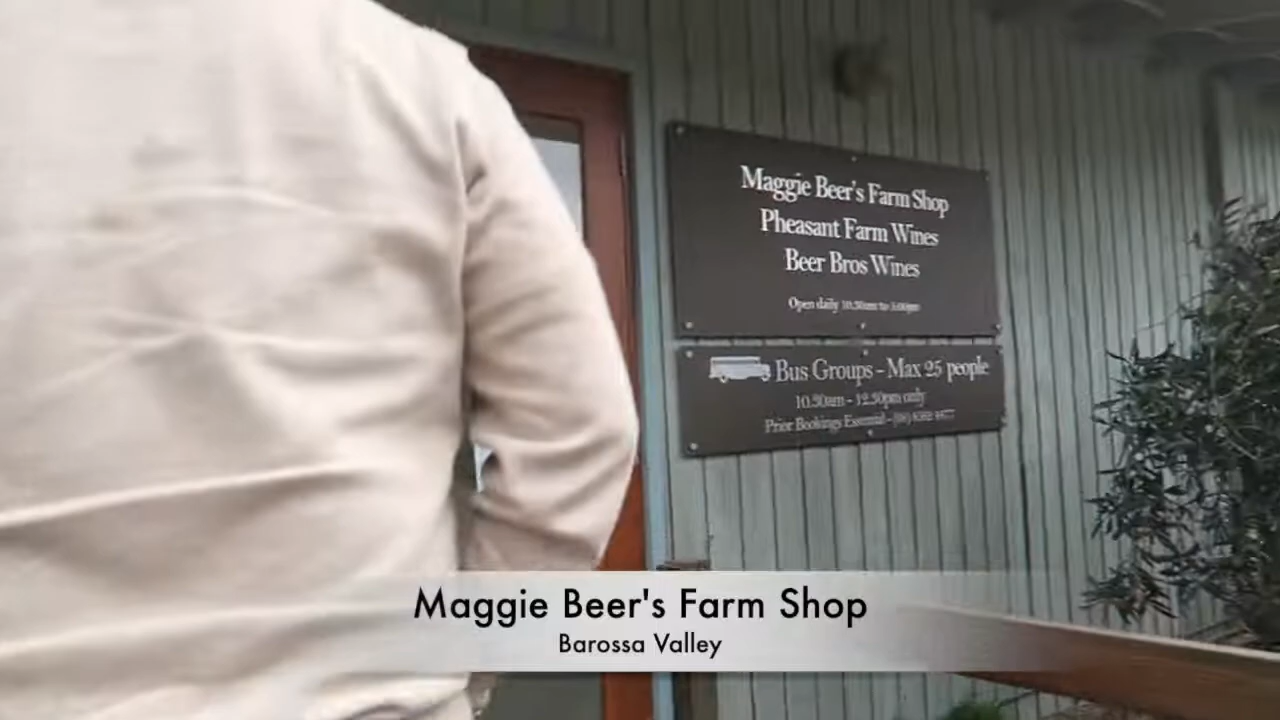 Maggie Beer's Farm Shop
Pheasant Farm Wines
Beer Bros Wines
Open daily 10.30am to 5.00pm
Bus Groups - Max 25 people
10.30am - 12.30pm only
Prior Bookings Essential - (08)
Maggie Beer's Farm Shop
Barossa Valley